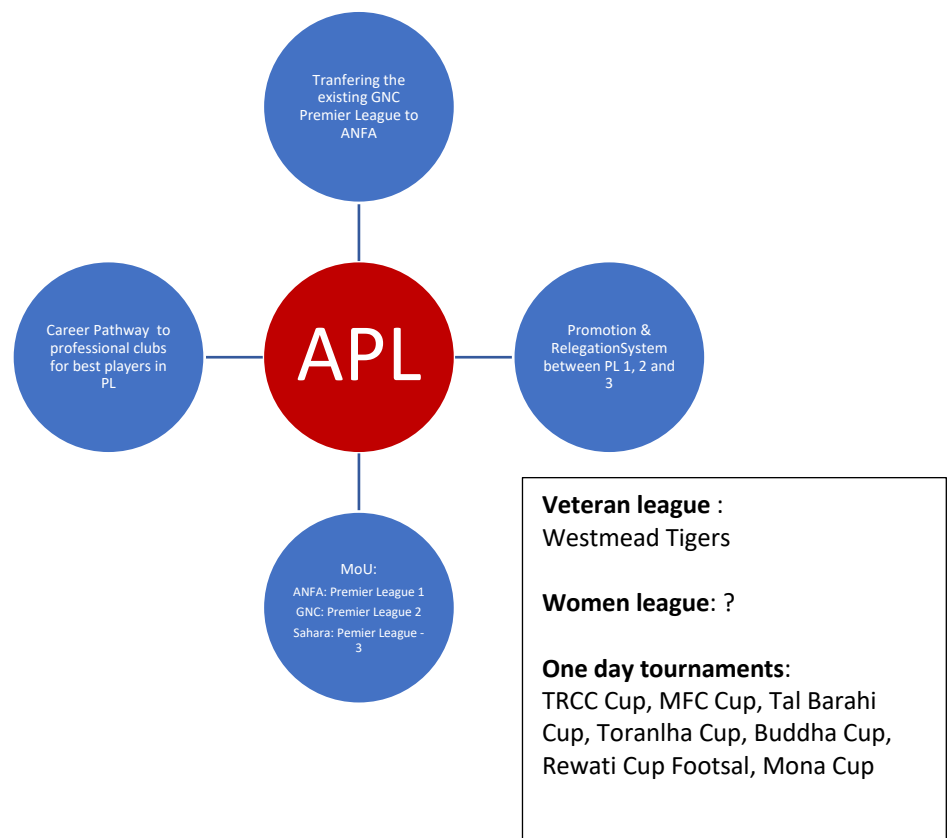 Tranfering the
existing GNC
Premier League to
ANFA
Career Pathway to
professional clubs
for best players in
PL
APL
Promotion &
RelegationSystem
between PL 1, 2 and
3
MoU:
ANFA: Premier League 1
GNC: Premier League 2
Sahara: Pemier League -
3
Veteran league :
Westmead Tigers
Women league: ?
One day tournaments:
TRCC Cup, MFC Cup, Tal Barahi
Cup, Toranlha Cup, Buddha Cup,
Rewati Cup Footsal, Mona Cup